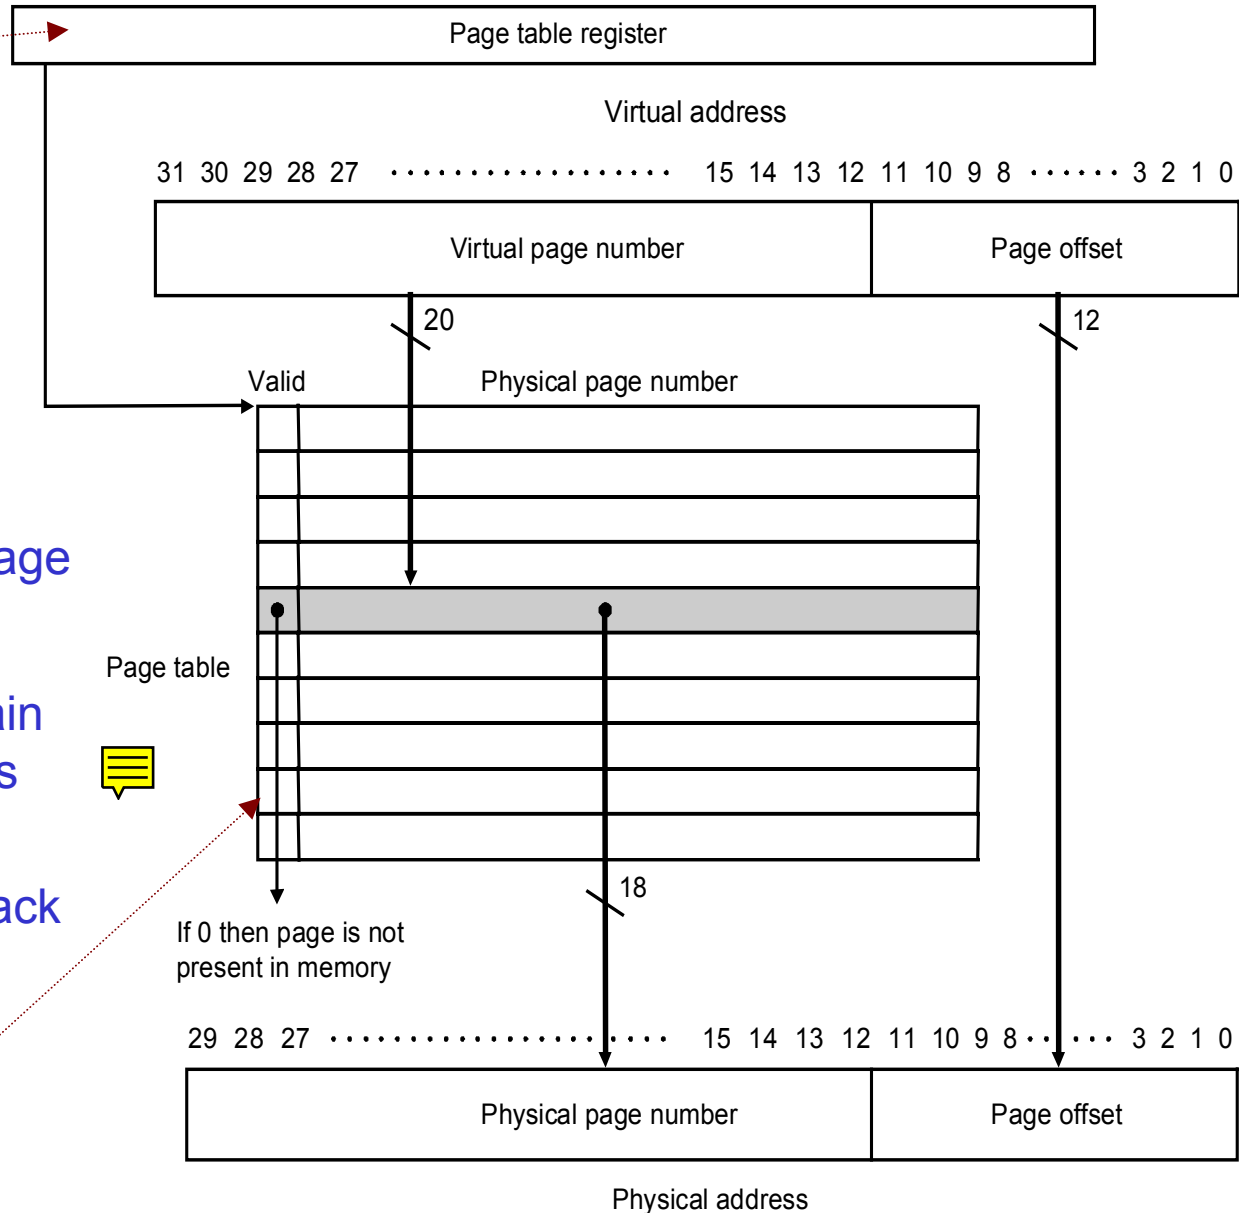 Page table register
Virtual address
31 30 29 28 27 .................. 15 14 13 12 11 10 9 8 ...... 3 2 1 0
Virtual page number Page offset
20 12
Valid Physical page number
age
Page table
ain
s
ack
18
If 0 then page is not
present in memory
29 28 27 ...................... 15 14 13 12 11 10 9 8 ...... 3 2 1 0
Physical page number Page offset
Physical address